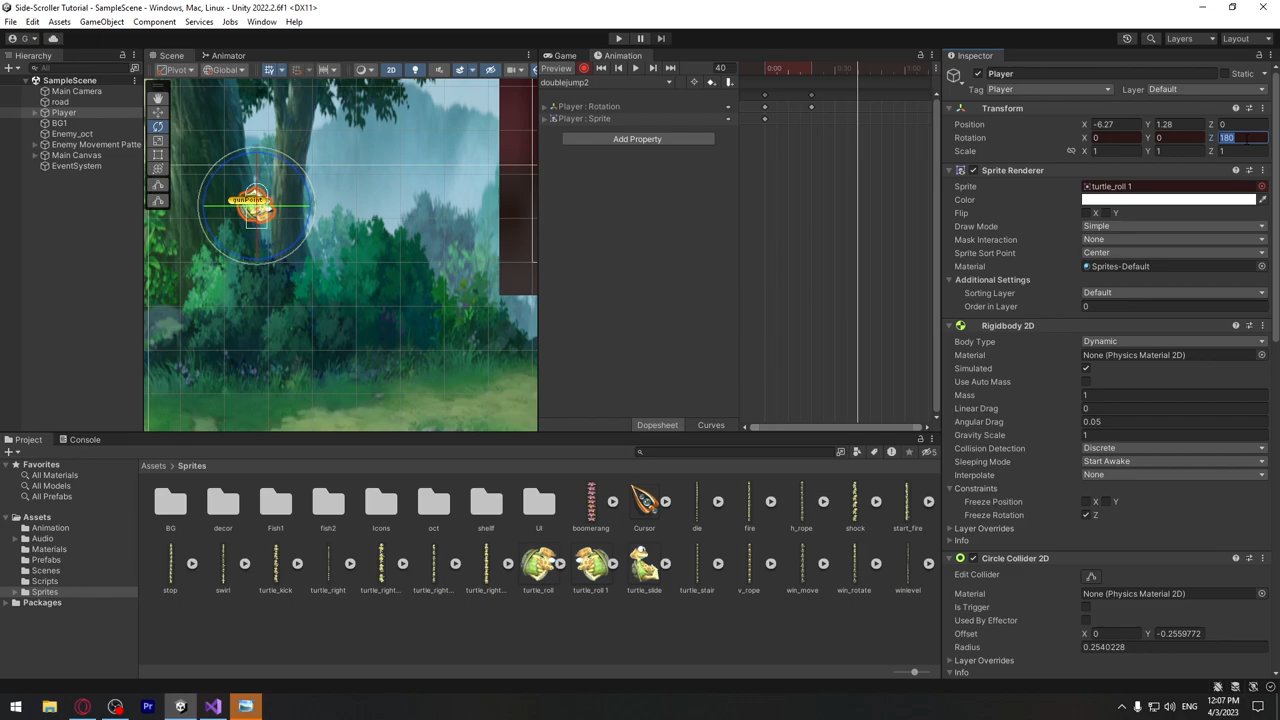 Side-Scroller Tutorial - SampleScene - Windows, Mac, Linux - Unity 2022.2.6f1 <DX11>
File Edit Assets GameObject Component Services Jobs Window Help
G
Layers Layout
Hierarchy
All
SampleScene
Main Camera
road
Player
BG1
Enemy_oct
Enemy Movement Patte
Main Canvas
EventSystem
Scene Animator
Pivot Global 2D
gunPoint
Game Animation
Preview 40 0:00 1:00
doublejump2
Player : Rotation
Player : Sprite
Add Property
Dopesheet Curves
Inspector
Player Static
Tag Player Layer Default
Transform
Position X -6.27 Y 1.28 Z 0
Rotation X 0 Y 0 Z 180
Scale X 1 Y 1 Z 1
Sprite Renderer
Sprite turtle_roll 1
Color
Flip X Y
Draw Mode Simple
Mask Interaction None
Sprite Sort Point Center
Material Sprites-Default
Additional Settings
Sorting Layer Default
Order in Layer 0
Rigidbody 2D
Body Type Dynamic
Material None (Physics Material 2D)
Simulated
Use Auto Mass
Mass 1
Linear Drag 0
Angular Drag 0.05
Gravity Scale 1
Collision Detection Discrete
Sleeping Mode Start Awake
Interpolate None
Constraints
Freeze Position X Y
Freeze Rotation Z
Layer Overrides
Info
Circle Collider 2D
Edit Collider
Material None (Physics Material 2D)
Is Trigger
Used By Effector
Offset X 0 Y -0.2559772
Radius 0.2540228
Layer Overrides
Info
Project Console
5
Favorites
All Materials
All Models
All Prefabs
Assets
Animation
Audio
Materials
Prefabs
Scenes
Scripts
Sprites
Packages
Assets > Sprites
BG decor Fish1 fish2 Icons oct shellf UI boomerang Cursor die fire h_rope shock start_fire
stop swirl turtle_kick turtle_right turtle_right... turtle_right... turtle_right... turtle_roll turtle_roll 1 turtle_slide turtle_stair v_rope win_move win_rotate winlevel
Pr
ENG
12:07 PM
4/3/2023